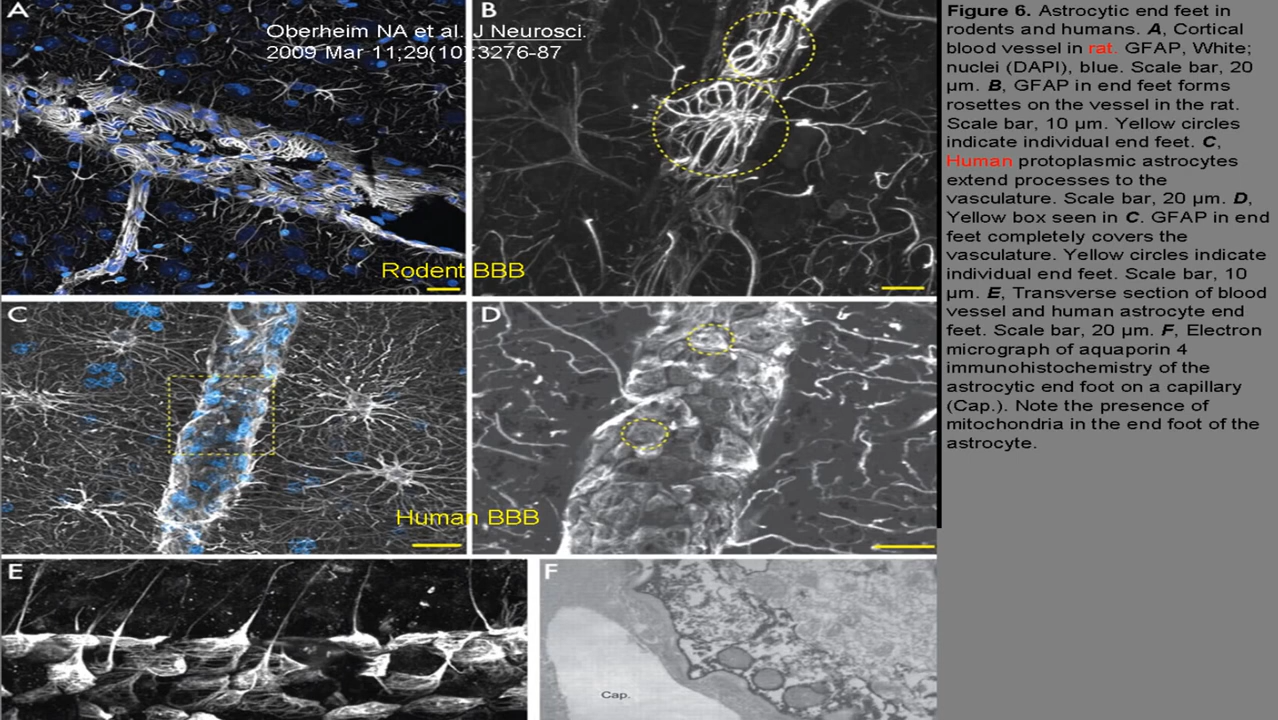 A
Oberheim NA et al. J Neurosci.
2009 Mar 11;29(10):3276-87
B
Rodent BBB
C
D
Human BBB
E
F
Cap.
Figure 6. Astrocytic end feet in
rodents and humans. A, Cortical
blood vessel in rat. GFAP, White;
nuclei (DAPI), blue. Scale bar, 20
µm. B, GFAP in end feet forms
rosettes on the vessel in the rat.
Scale bar, 10 µm. Yellow circles
indicate individual end feet. C,
Human protoplasmic astrocytes
extend processes to the
vasculature. Scale bar, 20 µm. D,
Yellow box seen in C. GFAP in end
feet completely covers the
vasculature. Yellow circles indicate
individual end feet. Scale bar, 10
µm. E, Transverse section of blood
vessel and human astrocyte end
feet. Scale bar, 20 µm. F, Electron
micrograph of aquaporin 4
immunohistochemistry of the
astrocytic end foot on a capillary
(Cap.). Note the presence of
mitochondria in the end foot of the
astrocyte.